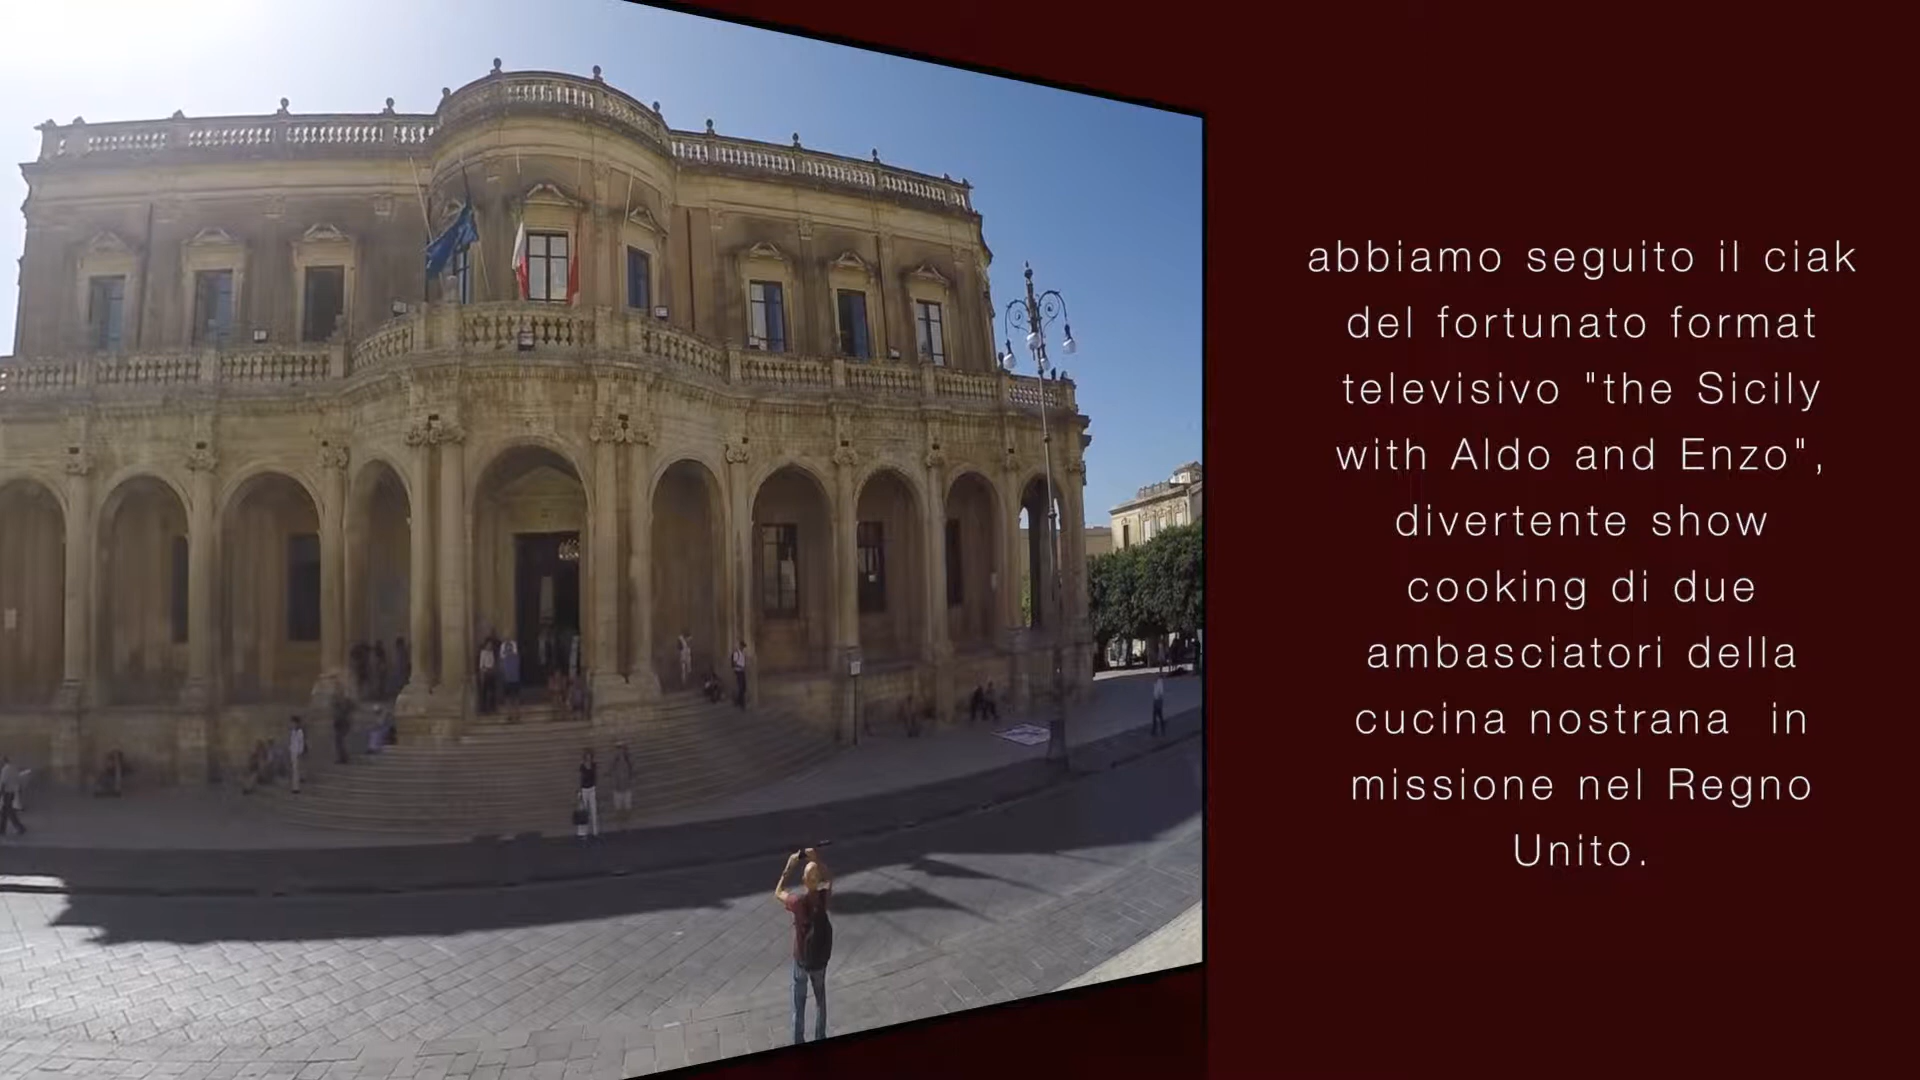 abbiamo seguito il ciak
del fortunato format
televisivo "the Sicily
with Aldo and Enzo",
divertente show
cooking di due
ambasciatori della
cucina nostrana  in
missione nel Regno
Unito.